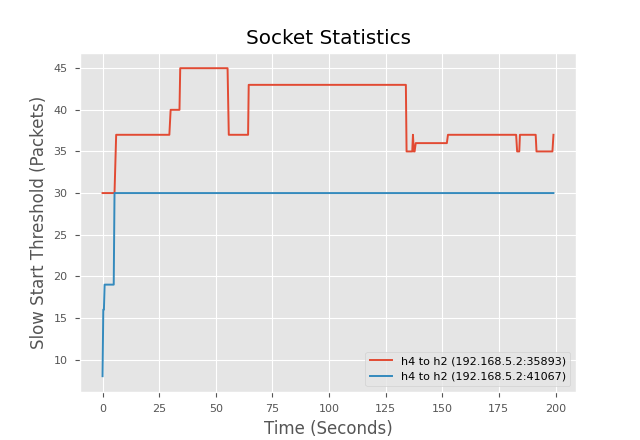 Socket Statistics
45
40
35
30
25
20
15
10
Slow Start Threshold (Packets)
h4 to h2 (192.168.5.2:35893)
h4 to h2 (192.168.5.2:41067)
0 25 50 75 100 125 150 175 200
Time (Seconds)